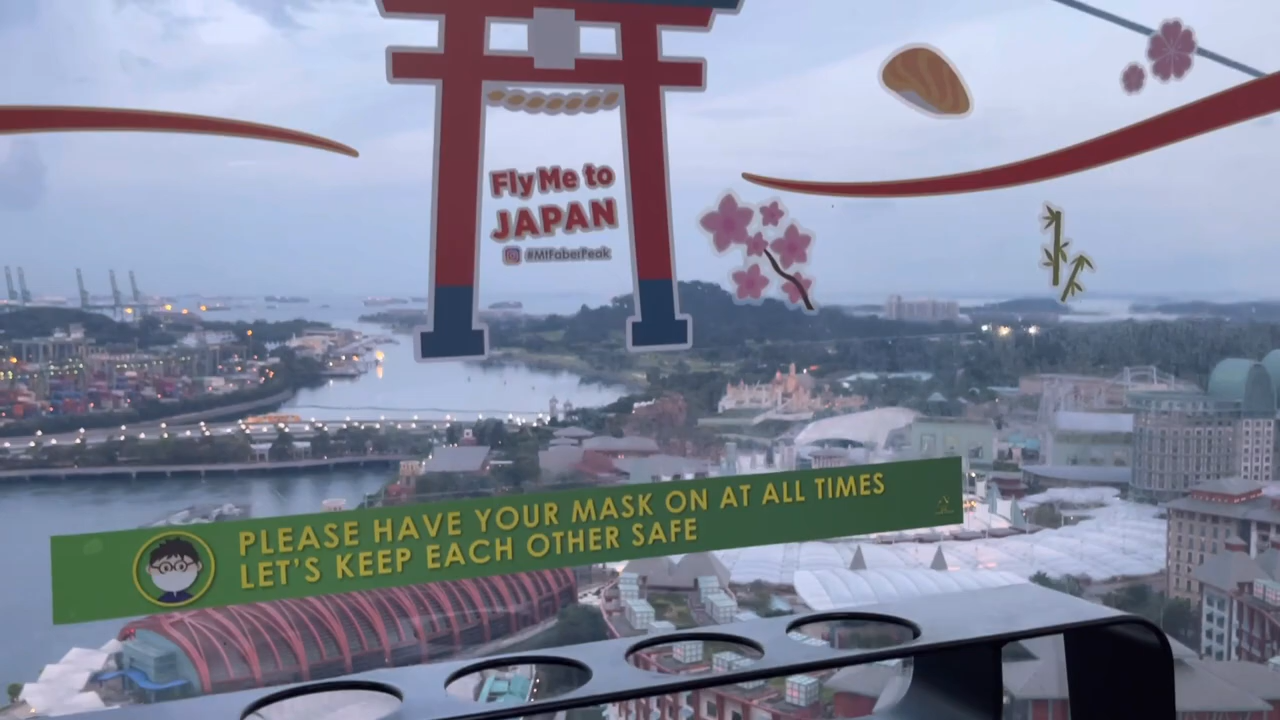 Fly Me to
JAPAN
#MtFaberPeak
PLEASE HAVE YOUR MASK ON AT ALL TIMES
LET'S KEEP EACH OTHER SAFE